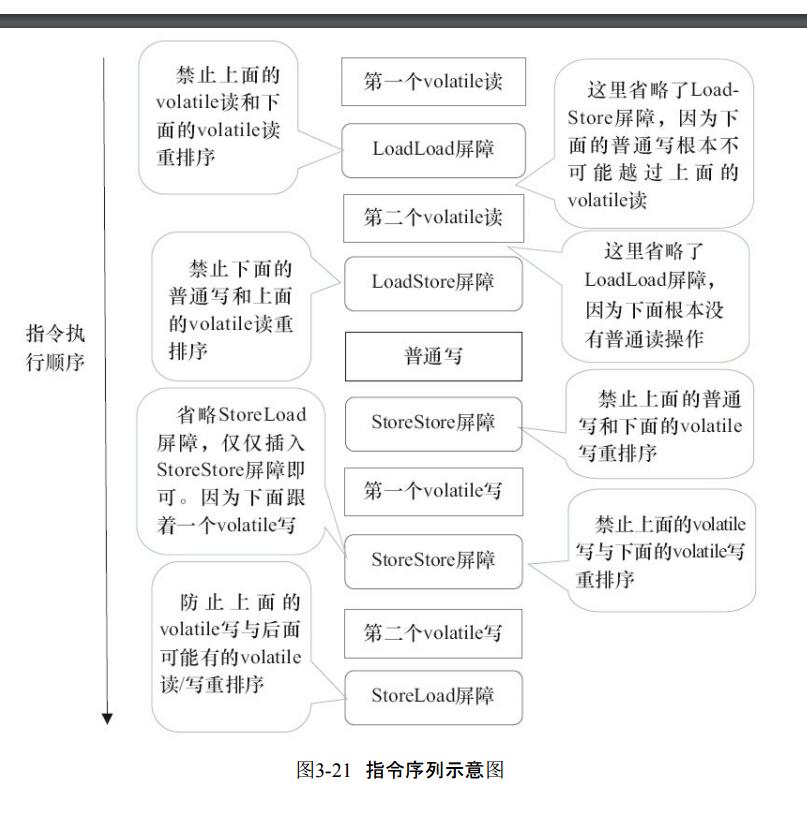 禁止上面的
volatile读和下
面的volatile读
重排序
第一个volatile读
这里省略了Load-
Store屏障，因为下
面的普通写根本不
可能越过上面的
volatile读
LoadLoad屏障
第二个volatile读
禁止下面的
普通写和上面
的volatile读重
排序
LoadStore屏障
这里省略了
LoadLoad屏障，
因为下面根本没
有普通读操作
指令执
行顺序
普通写
省略StoreLoad
屏障，仅仅插入
StoreStore屏障即
可。因为下面跟
着一个volatile写
StoreStore屏障
禁止上面的普通
写和下面的volatile
写重排序
第一个volatile写
StoreStore屏障
禁止上面的volatile
写与下面的volatile写
重排序
防止上面的
volatile写与后面
可能有的volatile
读/写重排序
第二个volatile写
StoreLoad屏障
图3-21 指令序列示意图